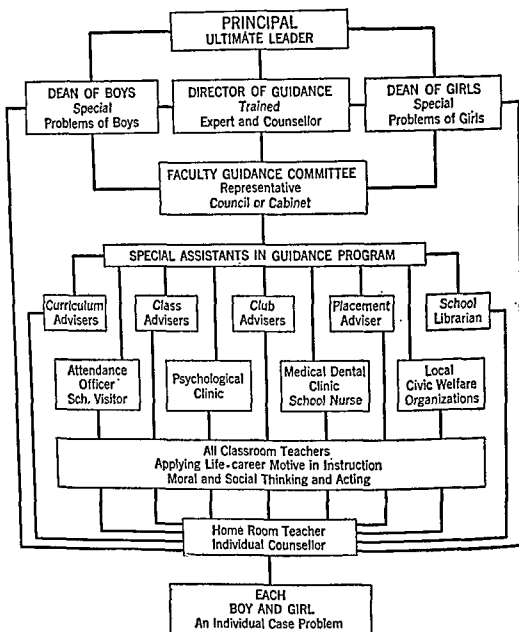 PRINCIPAL
ULTIMATE LEADER
DEAN OF BOYS
Special
Problems of Boys
DIRECTOR OF GUIDANCE
Trained
Expert and Counsellor
DEAN OF GIRLS
Special
Problems of Girls
FACULTY GUIDANCE COMMITTEE
Representative
Council or Cabinet
SPECIAL ASSISTANTS IN GUIDANCE PROGRAM
Curriculum
Advisers
Class
Advisers
Club
Advisers
Placement
Adviser
School
Librarian
Attendance
Officer
Sch. Visitor
Psychological
Clinic
Medical Dental
Clinic
School Nurse
Local
Civic Welfare
Organizations
All Classroom Teachers
Applying Life-career Motive in Instruction
Moral and Social Thinking and Acting
Home Room Teacher
Individual Counsellor
EACH
BOY AND GIRL
An Individual Case Problem